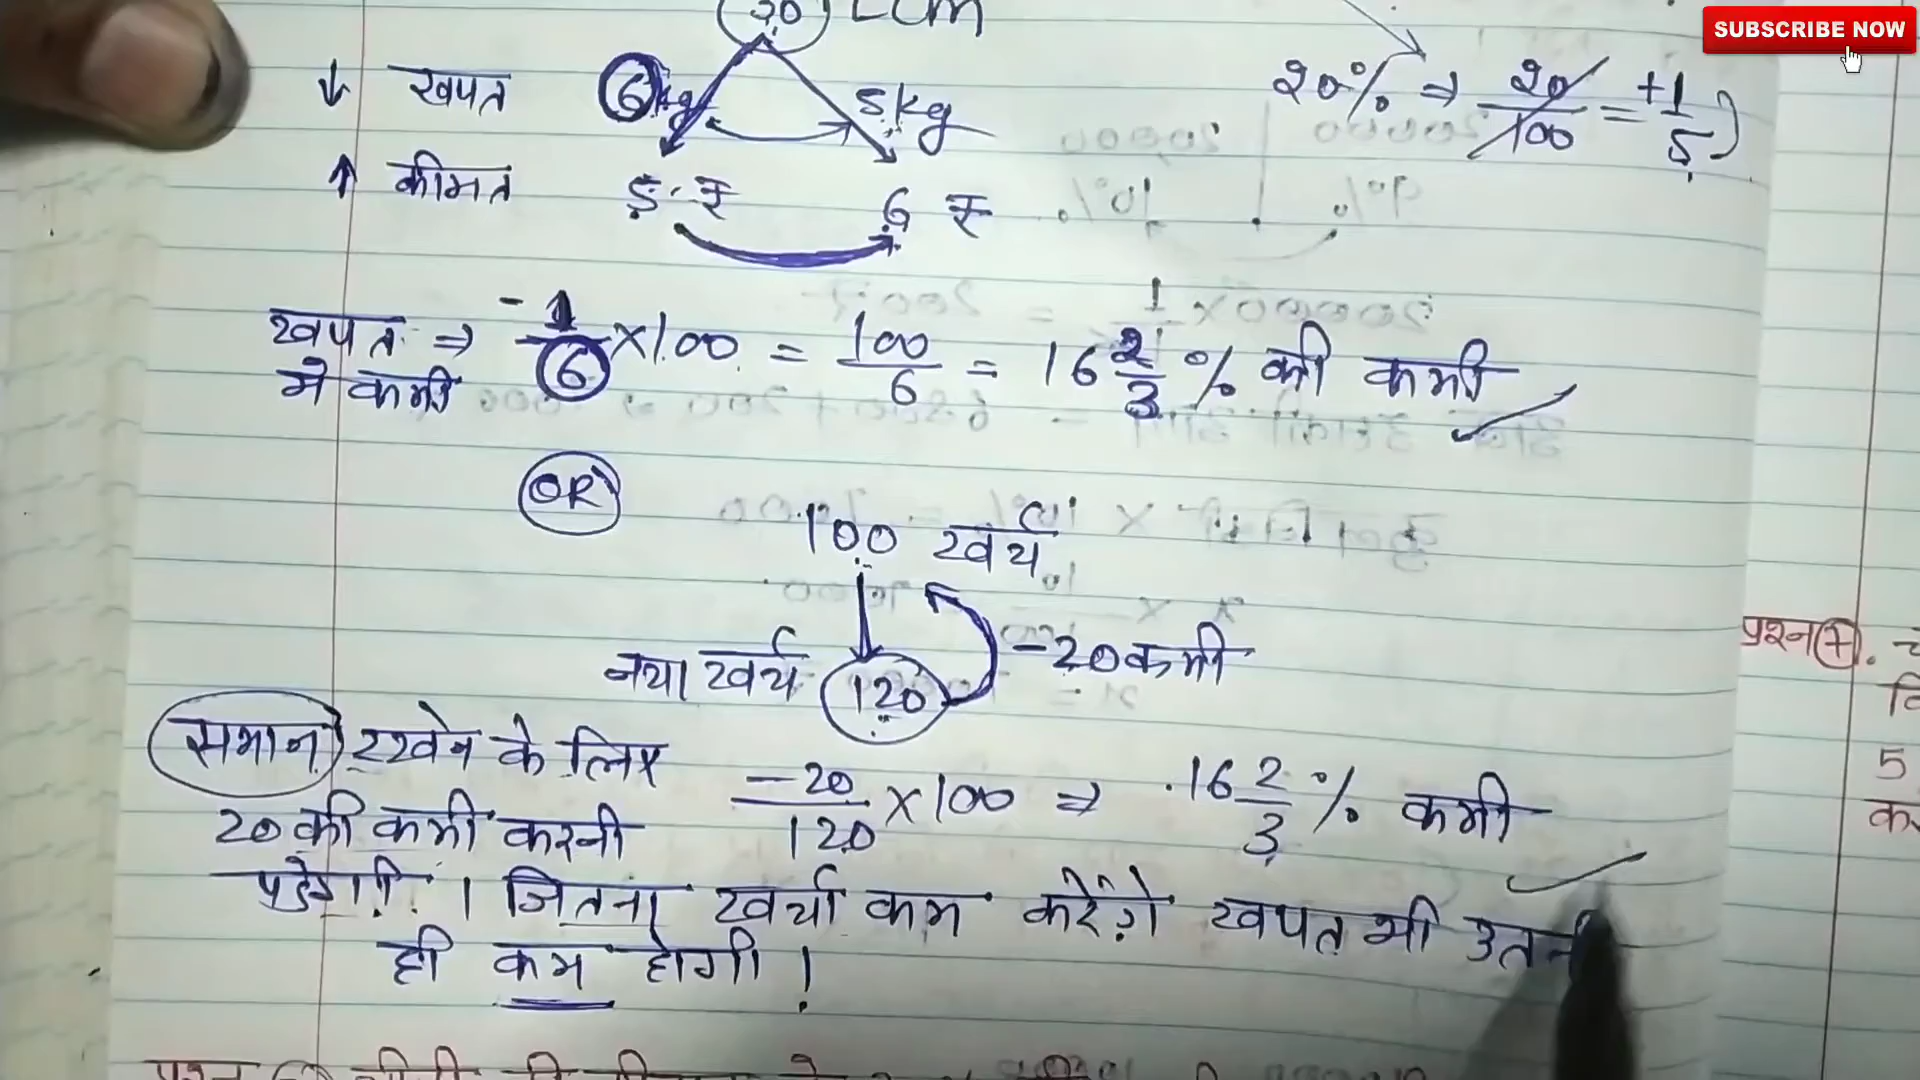 30 LCM
SUBSCRIBE NOW
20% ⇒ 20/100 = +1/5
↓ खपत 6kg 5kg
↑ कीमत 5 ₹ 6 ₹
खपत ⇒ -1/6 × 100 = 100/6 = 16 2/3 % की कमी
मे कमी
OR
100 खर्च
नया खर्च 120 -20 कमी
समान रखने के लिए
-20/120 × 100 ⇒ 16 2/3 % कमी
20 की कमी करनी
पडेगी । जितना खर्चा कम करेंगे खपत भी
ही कम होगी ।
प्रश्न 7.
5